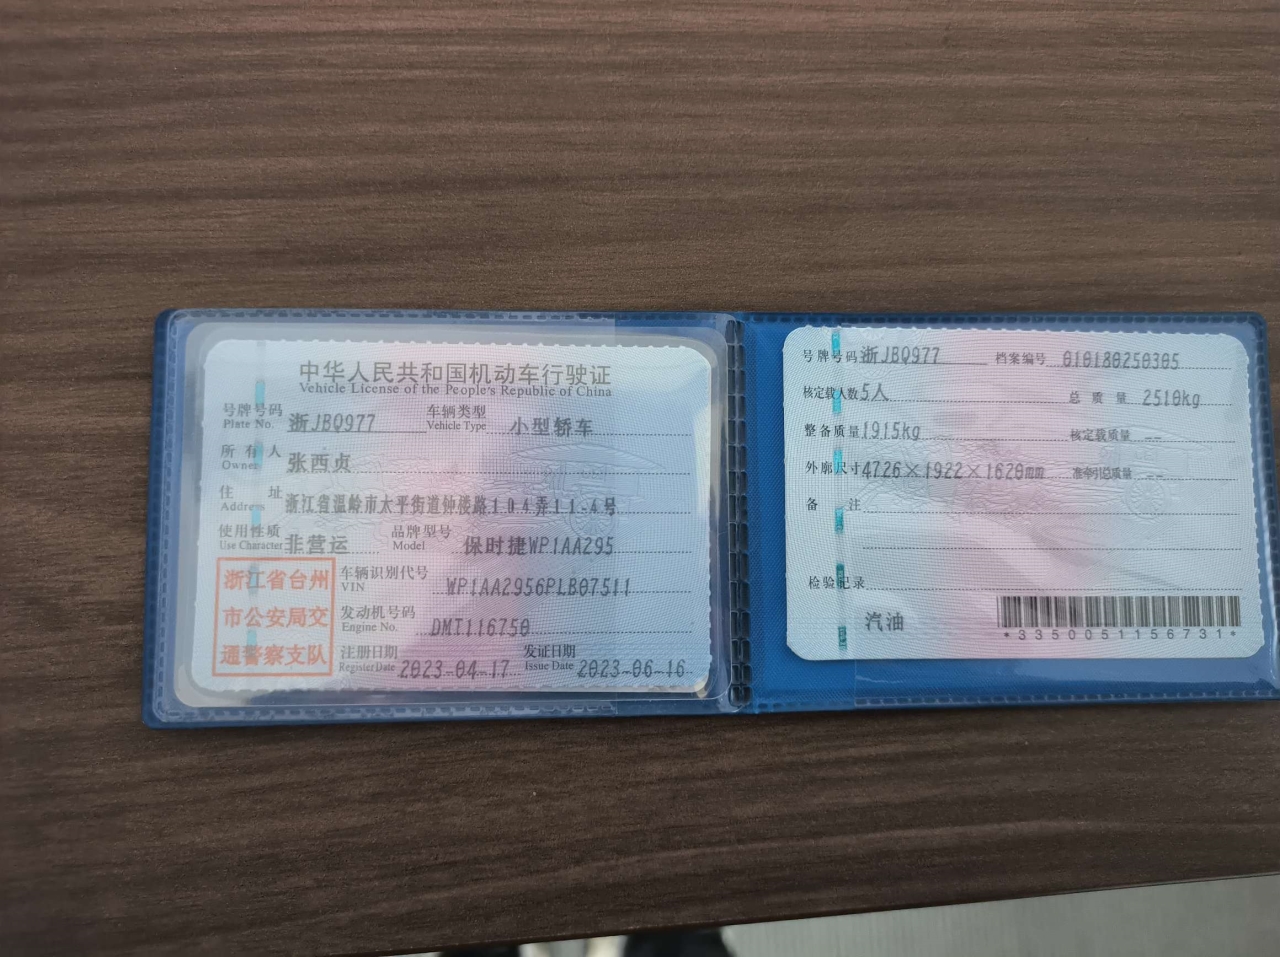 中华人民共和国机动车行驶证
Vehicle License of the People's Republic of China
号牌号码 浙JBQ977 车辆类型 小型轿车
Plate No. Vehicle Type
所有人 张西贞
Owner
住址 浙江省温岭市太平街道钟楼路104弄11-4号
Address
使用性质 非营运 品牌型号 保时捷WP1AA295
Use Character Model
浙江省台州
市公安局交
通警察支队
车辆识别代号 WP1AA2956PLB07511
VIN
发动机号码 DMT116750
Engine No.
注册日期 2023-04-17 发证日期 2023-06-16
Register Date Issue Date
号牌号码 浙JBQ977 档案编号 010180250305
核定载人数 5人 总质量 2510kg
整备质量 1915kg 核定载质量 --
外廓尺寸 4726×1922×1620mm 准牵引总质量 --
备注
检验记录
汽油
*3350051156731*